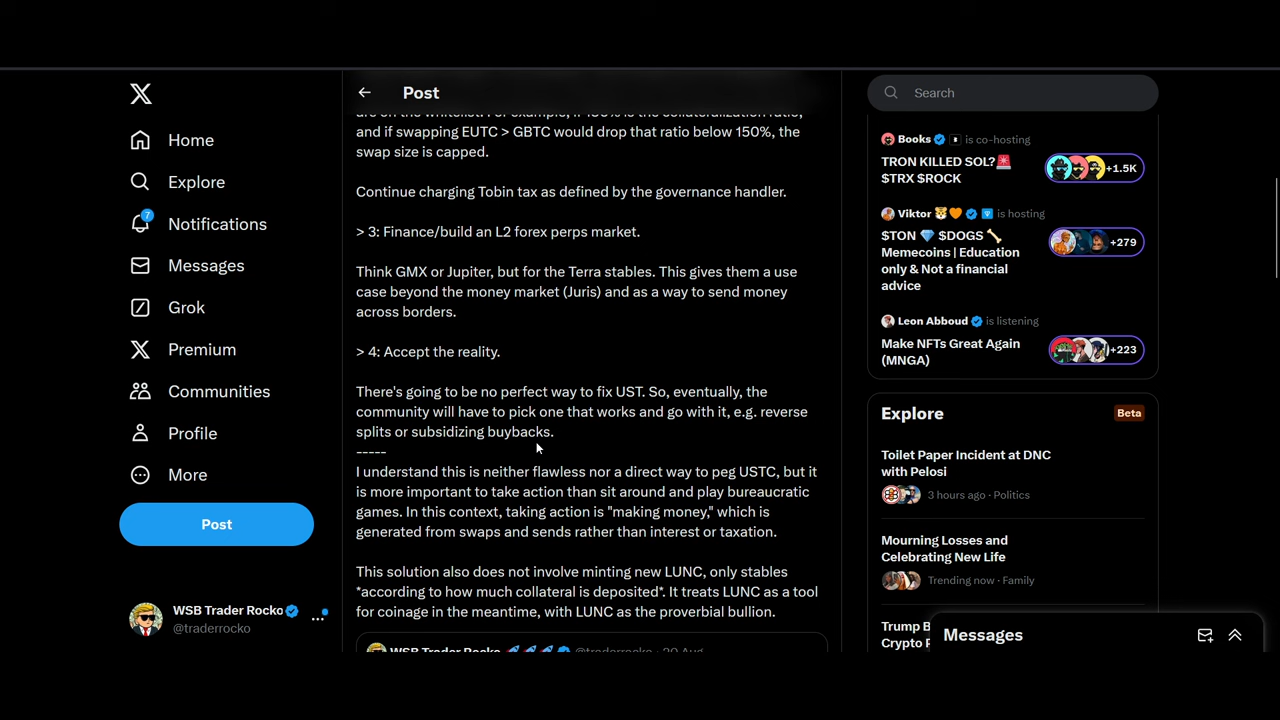 Post
Search
Home
Explore
7
Notifications
Messages
Grok
Premium
Communities
Profile
More
Post
WSB Trader Rocko
@traderrocko
and if swapping EUTC > GBTC would drop that ratio below 150%, the
swap size is capped.
Continue charging Tobin tax as defined by the governance handler.
> 3: Finance/build an L2 forex perps market.
Think GMX or Jupiter, but for the Terra stables. This gives them a use
case beyond the money market (Juris) and as a way to send money
across borders.
> 4: Accept the reality.
There's going to be no perfect way to fix UST. So, eventually, the
community will have to pick one that works and go with it, e.g. reverse
splits or subsidizing buybacks.
-----
I understand this is neither flawless nor a direct way to peg USTC, but it
is more important to take action than sit around and play bureaucratic
games. In this context, taking action is "making money," which is
generated from swaps and sends rather than interest or taxation.
This solution also does not involve minting new LUNC, only stables
*according to how much collateral is deposited*. It treats LUNC as a tool
for coinage in the meantime, with LUNC as the proverbial bullion.
WSB Trader Rocko @traderrocko · 20 Aug
Books is co-hosting
TRON KILLED SOL?
$TRX $ROCK
+1.5K
Viktor is hosting
$TON $DOGS
Memecoins | Education
only & Not a financial
advice
+279
Leon Abboud is listening
Make NFTs Great Again
(MNGA)
+223
Explore
Beta
Toilet Paper Incident at DNC
with Pelosi
3 hours ago · Politics
Mourning Losses and
Celebrating New Life
Trending now · Family
Trump B
Crypto
Messages